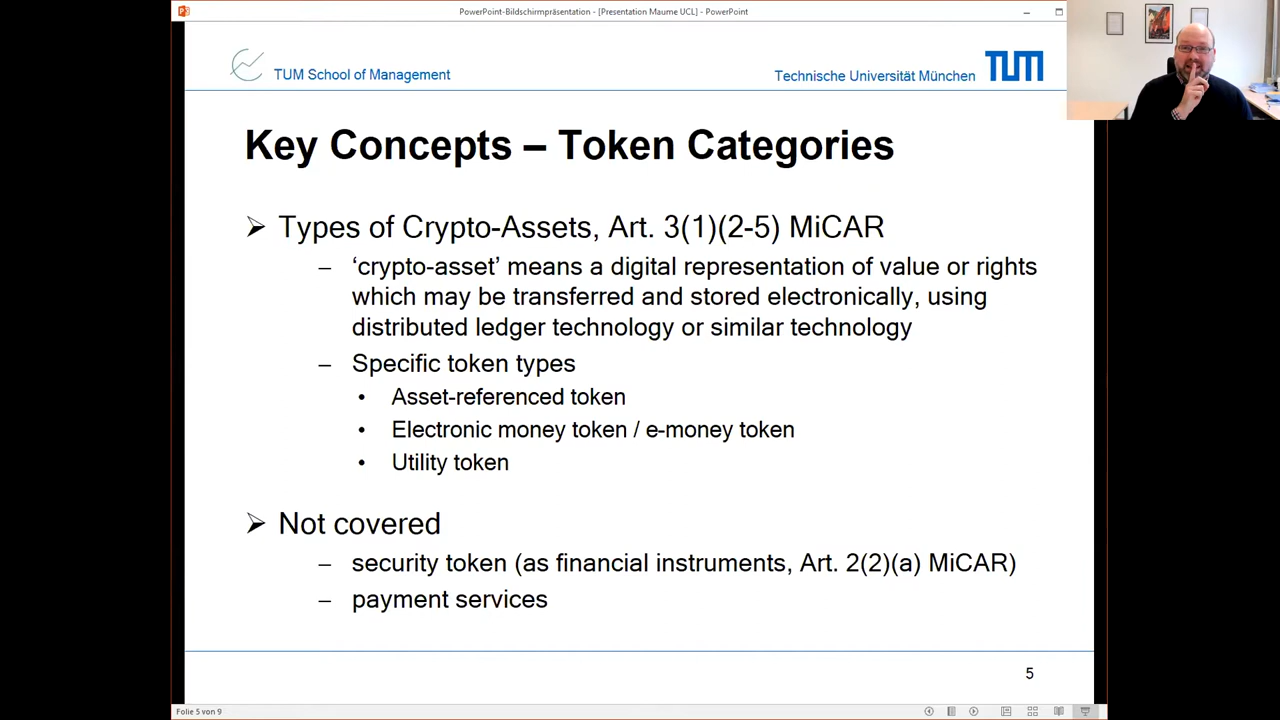 PowerPoint-Bildschirmpräsentation - [Presentation Maume UCL] - PowerPoint
TUM School of Management
Technische Universität München
TUM
Key Concepts – Token Categories
➢ Types of Crypto-Assets, Art. 3(1)(2-5) MiCAR
– ‘crypto-asset’ means a digital representation of value or rights
which may be transferred and stored electronically, using
distributed ledger technology or similar technology
– Specific token types
• Asset-referenced token
• Electronic money token / e-money token
• Utility token
➢ Not covered
– security token (as financial instruments, Art. 2(2)(a) MiCAR)
– payment services
5
Folie 5 von 9